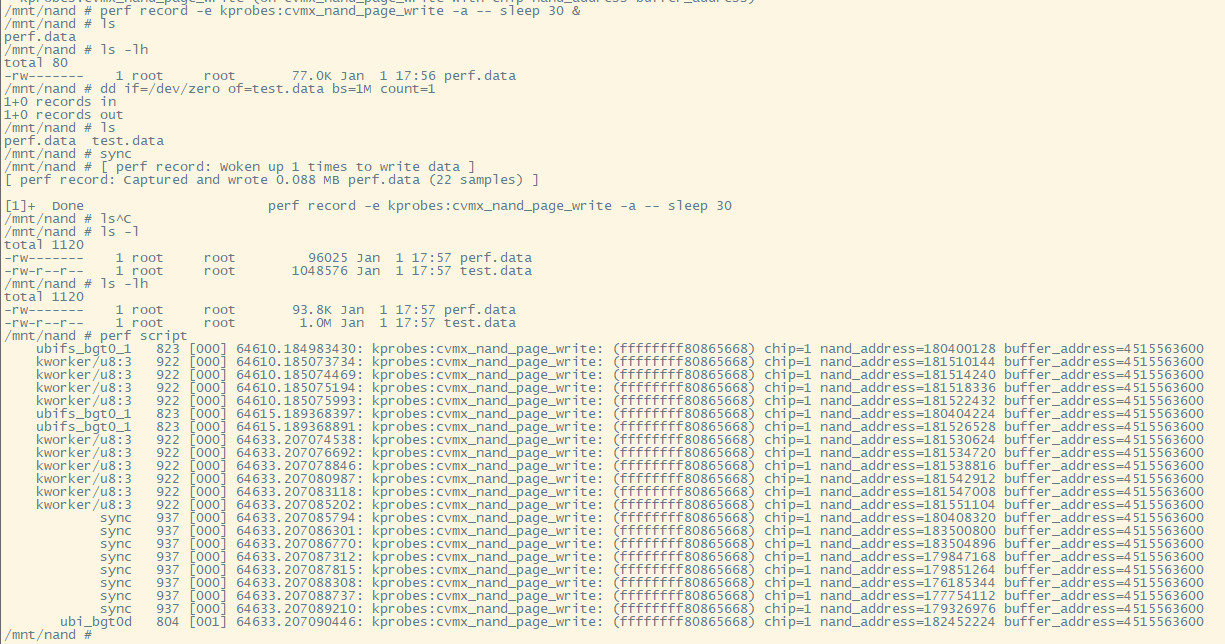 /mnt/nand # perf record -e kprobes:cvmx_nand_page_write -a -- sleep 30 &
/mnt/nand # ls
perf.data
/mnt/nand # ls -lh
total 80
-rw-------    1 root     root       77.0K Jan  1 17:56 perf.data
/mnt/nand # dd if=/dev/zero of=test.data bs=1M count=1
1+0 records in
1+0 records out
/mnt/nand # ls
perf.data  test.data
/mnt/nand # sync
/mnt/nand # [ perf record: Woken up 1 times to write data ]
[ perf record: Captured and wrote 0.088 MB perf.data (22 samples) ]
[1]+  Done                 perf record -e kprobes:cvmx_nand_page_write -a -- sleep 30
/mnt/nand # ls^C
/mnt/nand # ls -l
total 1120
-rw-------    1 root     root         96025 Jan  1 17:57 perf.data
-rw-r--r--    1 root     root       1048576 Jan  1 17:57 test.data
/mnt/nand # ls -lh
total 1120
-rw-------    1 root     root       93.8K Jan  1 17:57 perf.data
-rw-r--r--    1 root     root        1.0M Jan  1 17:57 test.data
/mnt/nand # perf script
ubifs_bgt0_1   823 [000] 64610.184983430: kprobes:cvmx_nand_page_write: (ffffffff80865668) chip=1 nand_address=180400128 buffer_address=4515563600
kworker/u8:3   922 [000] 64610.185073734: kprobes:cvmx_nand_page_write: (ffffffff80865668) chip=1 nand_address=181510144 buffer_address=4515563600
kworker/u8:3   922 [000] 64610.185074469: kprobes:cvmx_nand_page_write: (ffffffff80865668) chip=1 nand_address=181514240 buffer_address=4515563600
kworker/u8:3   922 [000] 64610.185075194: kprobes:cvmx_nand_page_write: (ffffffff80865668) chip=1 nand_address=181518336 buffer_address=4515563600
kworker/u8:3   922 [000] 64610.185075993: kprobes:cvmx_nand_page_write: (ffffffff80865668) chip=1 nand_address=181522432 buffer_address=4515563600
ubifs_bgt0_1   823 [000] 64615.189368397: kprobes:cvmx_nand_page_write: (ffffffff80865668) chip=1 nand_address=180404224 buffer_address=4515563600
ubifs_bgt0_1   823 [000] 64615.189368891: kprobes:cvmx_nand_page_write: (ffffffff80865668) chip=1 nand_address=181526528 buffer_address=4515563600
kworker/u8:3   922 [000] 64633.207074538: kprobes:cvmx_nand_page_write: (ffffffff80865668) chip=1 nand_address=181530624 buffer_address=4515563600
kworker/u8:3   922 [000] 64633.207076692: kprobes:cvmx_nand_page_write: (ffffffff80865668) chip=1 nand_address=181534720 buffer_address=4515563600
kworker/u8:3   922 [000] 64633.207078846: kprobes:cvmx_nand_page_write: (ffffffff80865668) chip=1 nand_address=181538816 buffer_address=4515563600
kworker/u8:3   922 [000] 64633.207080987: kprobes:cvmx_nand_page_write: (ffffffff80865668) chip=1 nand_address=181542912 buffer_address=4515563600
kworker/u8:3   922 [000] 64633.207083118: kprobes:cvmx_nand_page_write: (ffffffff80865668) chip=1 nand_address=181547008 buffer_address=4515563600
kworker/u8:3   922 [000] 64633.207085202: kprobes:cvmx_nand_page_write: (ffffffff80865668) chip=1 nand_address=181551104 buffer_address=4515563600
sync   937 [000] 64633.207085794: kprobes:cvmx_nand_page_write: (ffffffff80865668) chip=1 nand_address=180408320 buffer_address=4515563600
sync   937 [000] 64633.207086301: kprobes:cvmx_nand_page_write: (ffffffff80865668) chip=1 nand_address=183500800 buffer_address=4515563600
sync   937 [000] 64633.207086770: kprobes:cvmx_nand_page_write: (ffffffff80865668) chip=1 nand_address=183504896 buffer_address=4515563600
sync   937 [000] 64633.207087312: kprobes:cvmx_nand_page_write: (ffffffff80865668) chip=1 nand_address=179847168 buffer_address=4515563600
sync   937 [000] 64633.207087815: kprobes:cvmx_nand_page_write: (ffffffff80865668) chip=1 nand_address=179851264 buffer_address=4515563600
sync   937 [000] 64633.207088308: kprobes:cvmx_nand_page_write: (ffffffff80865668) chip=1 nand_address=176185344 buffer_address=4515563600
sync   937 [000] 64633.207088737: kprobes:cvmx_nand_page_write: (ffffffff80865668) chip=1 nand_address=177754112 buffer_address=4515563600
sync   937 [000] 64633.207089210: kprobes:cvmx_nand_page_write: (ffffffff80865668) chip=1 nand_address=179326976 buffer_address=4515563600
ubi_bgt0d   804 [001] 64633.207090446: kprobes:cvmx_nand_page_write: (ffffffff80865668) chip=1 nand_address=182452224 buffer_address=4515563600
/mnt/nand #